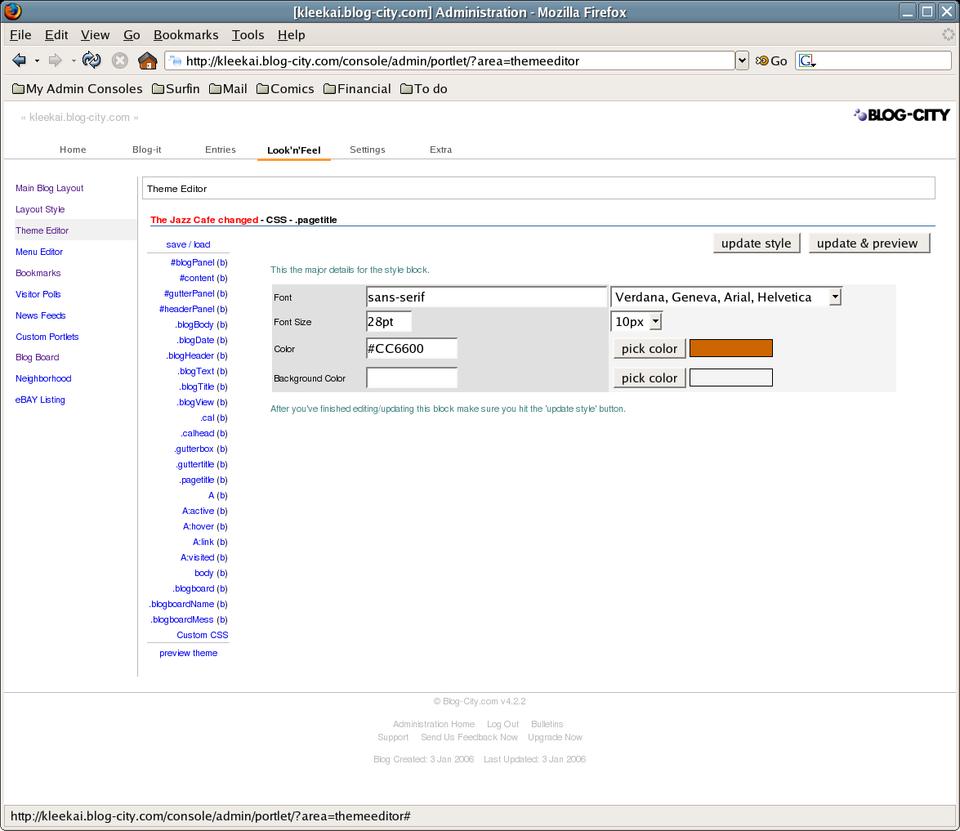 [kleekai.blog-city.com] Administration - Mozilla Firefox
File Edit View Go Bookmarks Tools Help
http://kleekai.blog-city.com/console/admin/portlet/?area=themeeditor Go G
My Admin Consoles Surfin Mail Comics Financial To do
« kleekai.blog-city.com »
BLOG-CITY
Home Blog-it Entries Look'n'Feel Settings Extra
Main Blog Layout
Layout Style
Theme Editor
Menu Editor
Bookmarks
Visitor Polls
News Feeds
Custom Portlets
Blog Board
Neighborhood
eBAY Listing
Theme Editor
The Jazz Cafe changed - CSS - .pagetitle
save / load
#blogPanel (b)
#content (b)
#gutterPanel (b)
#headerPanel (b)
.blogBody (b)
.blogDate (b)
.blogHeader (b)
.blogText (b)
.blogTitle (b)
.blogView (b)
.cal (b)
.calhead (b)
.gutterbox (b)
.guttertitle (b)
.pagetitle (b)
A (b)
A:active (b)
A:hover (b)
A:link (b)
A:visited (b)
body (b)
.blogboard (b)
.blogboardName (b)
.blogboardMess (b)
Custom CSS
preview theme
update style update & preview
This the major details for the style block.
Font sans-serif Verdana, Geneva, Arial, Helvetica
Font Size 28pt 10px
Color #CC6600 pick color
Background Color pick color
After you've finished editing/updating this block make sure you hit the 'update style' button.
© Blog-City.com v4.2.2
Administration Home Log Out Bulletins
Support Send Us Feedback Now Upgrade Now
Blog Created: 3 Jan 2006 Last Updated: 3 Jan 2006
http://kleekai.blog-city.com/console/admin/portlet/?area=themeeditor#